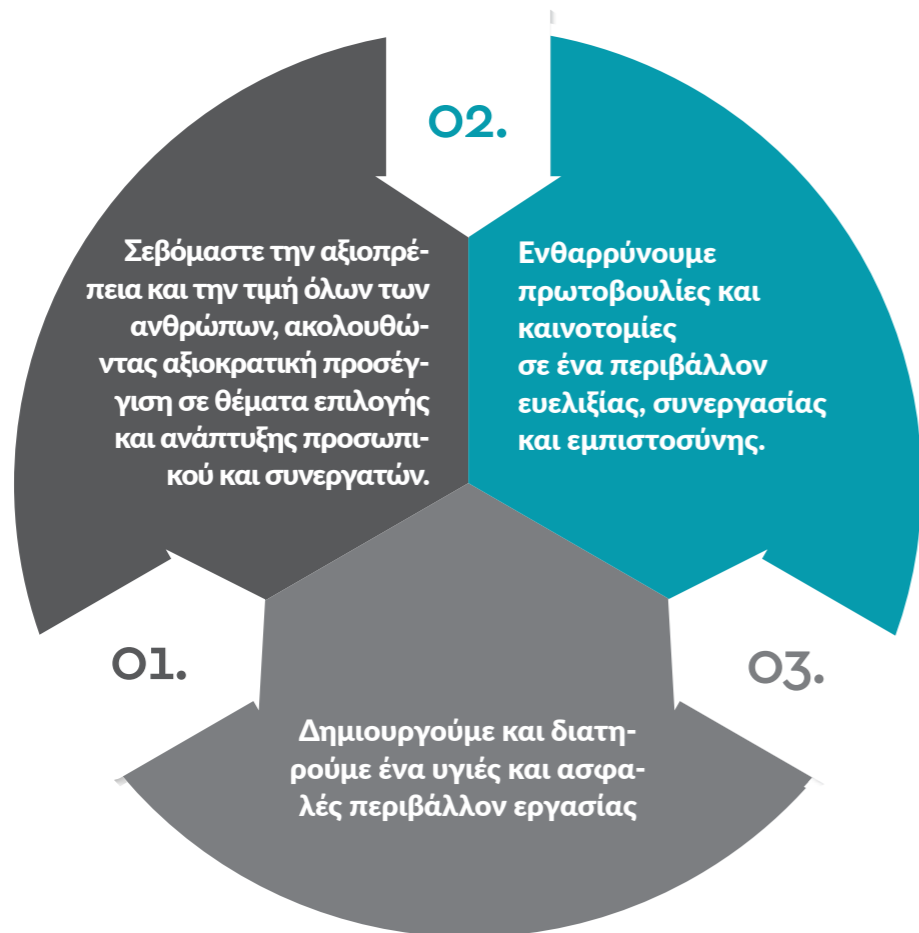 01.
Σεβόμαστε την αξιοπρέ-
πεια και την τιμή όλων των
ανθρώπων, ακολουθώ-
ντας αξιοκρατική προσέγ-
γιση σε θέματα επιλογής
και ανάπτυξης προσωπι-
κού και συνεργατών.
02.
Ενθαρρύνουμε
πρωτοβουλίες και
καινοτομίες
σε ένα περιβάλλον
ευελιξίας, συνεργασίας
και εμπιστοσύνης.
03.
Δημιουργούμε και διατη-
ρούμε ένα υγιές και ασφα-
λές περιβάλλον εργασίας